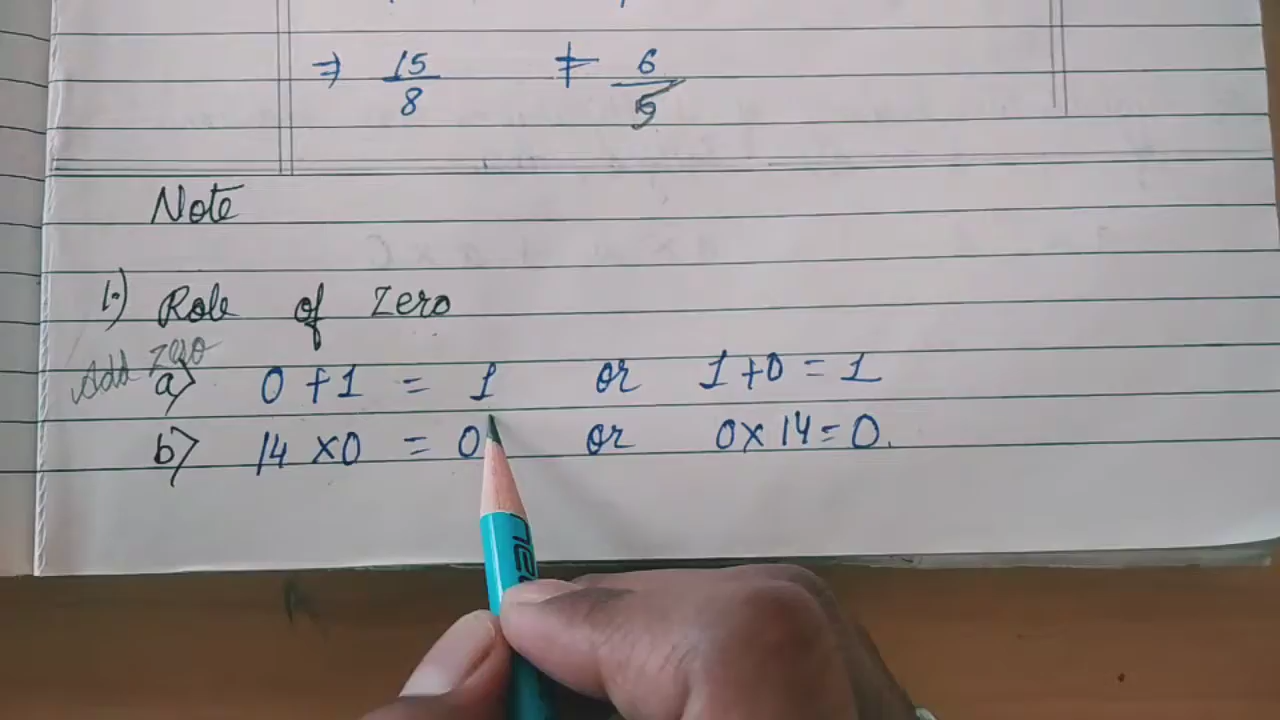 ⇒ 15/8 ≠ 6/5
Note
1.) Role of Zero
Add zero
a) 0 + 1 = 1 or 1 + 0 = 1
b) 14 × 0 = 0 or 0 × 14 = 0.